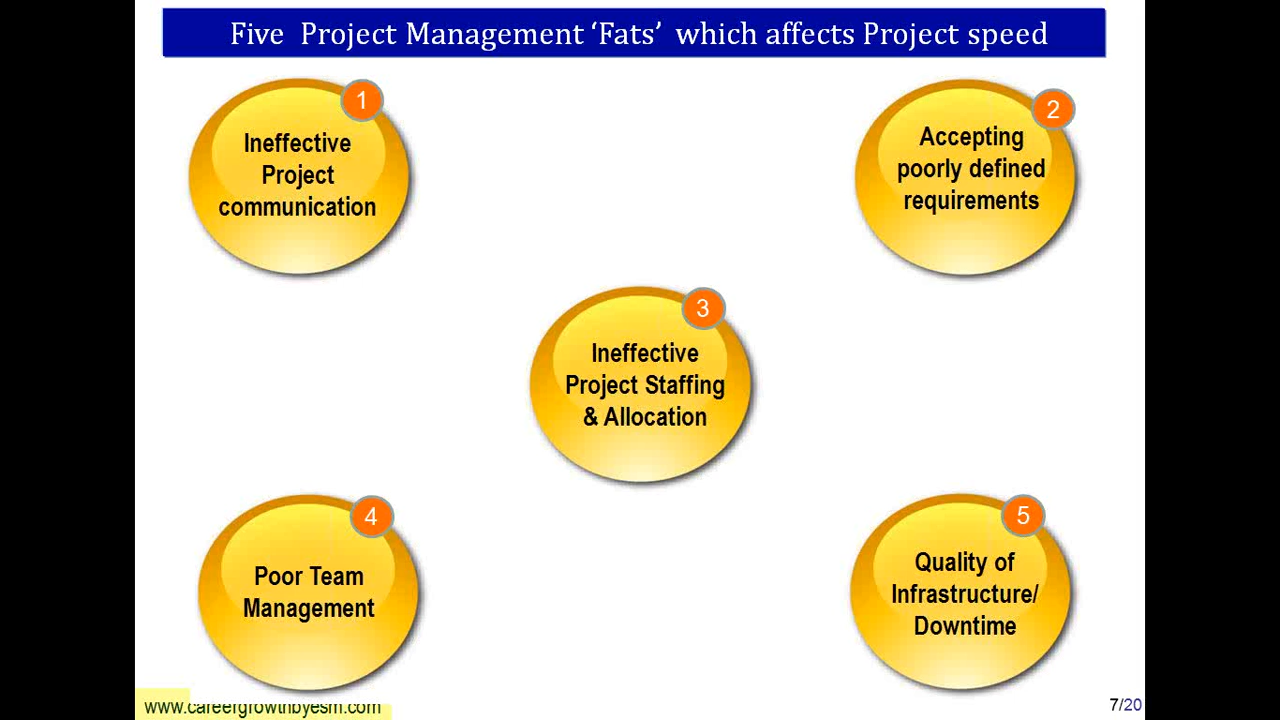 Five  Project Management ‘Fats’  which affects Project speed
1
Ineffective
Project
communication
2
Accepting
poorly defined
requirements
3
Ineffective
Project Staffing
& Allocation
4
Poor Team
Management
5
Quality of
Infrastructure/
Downtime
www.careergrowthbyesm.com
7/20